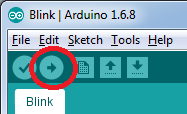 Blink | Arduino 1.6.8
File Edit Sketch Tools Help
Blink